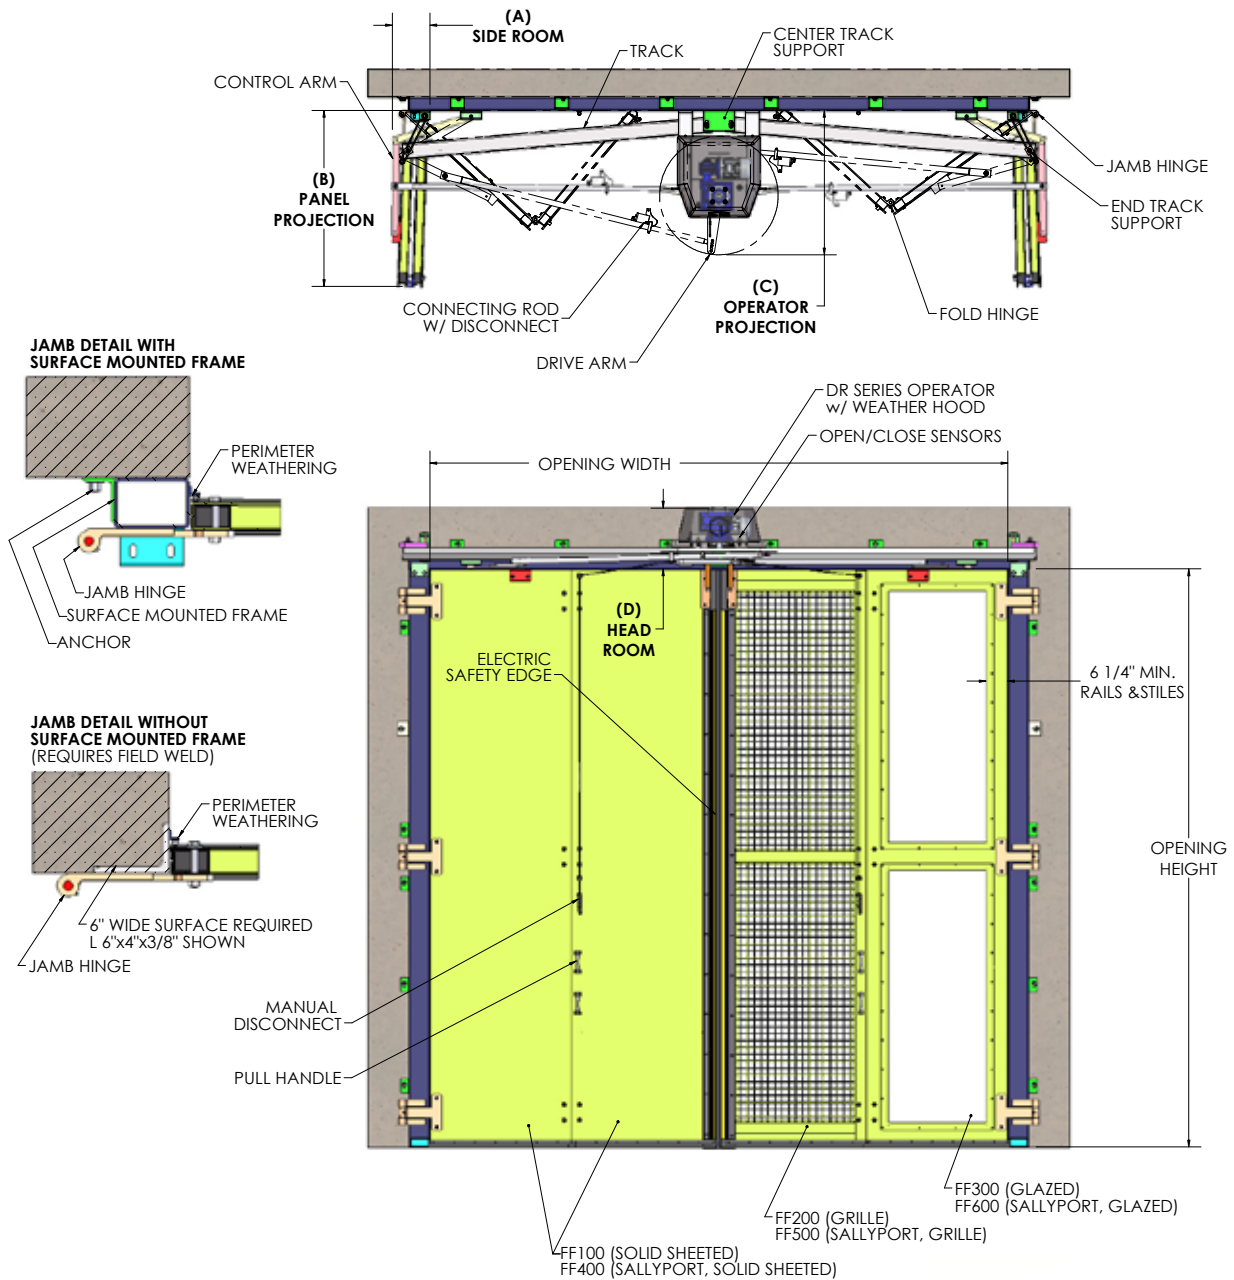 (A)
SIDE ROOM
TRACK
CENTER TRACK
SUPPORT
CONTROL ARM
(B)
PANEL
PROJECTION
JAMB HINGE
END TRACK
SUPPORT
(C)
OPERATOR
PROJECTION
CONNECTING ROD
W/ DISCONNECT
FOLD HINGE
DRIVE ARM
JAMB DETAIL WITH
SURFACE MOUNTED FRAME
PERIMETER
WEATHERING
JAMB HINGE
SURFACE MOUNTED FRAME
ANCHOR
DR SERIES OPERATOR
w/ WEATHER HOOD
OPEN/CLOSE SENSORS
OPENING WIDTH
(D)
HEAD
ROOM
ELECTRIC
SAFETY EDGE
6 1/4" MIN.
RAILS &STILES
JAMB DETAIL WITHOUT
SURFACE MOUNTED FRAME
(REQUIRES FIELD WELD)
PERIMETER
WEATHERING
6" WIDE SURFACE REQUIRED
L 6"x4"x3/8" SHOWN
JAMB HINGE
OPENING
HEIGHT
MANUAL
DISCONNECT
PULL HANDLE
FF300 (GLAZED)
FF600 (SALLYPORT, GLAZED)
FF200 (GRILLE)
FF500 (SALLYPORT, GRILLE)
FF100 (SOLID SHEETED)
FF400 (SALLYPORT, SOLID SHEETED)